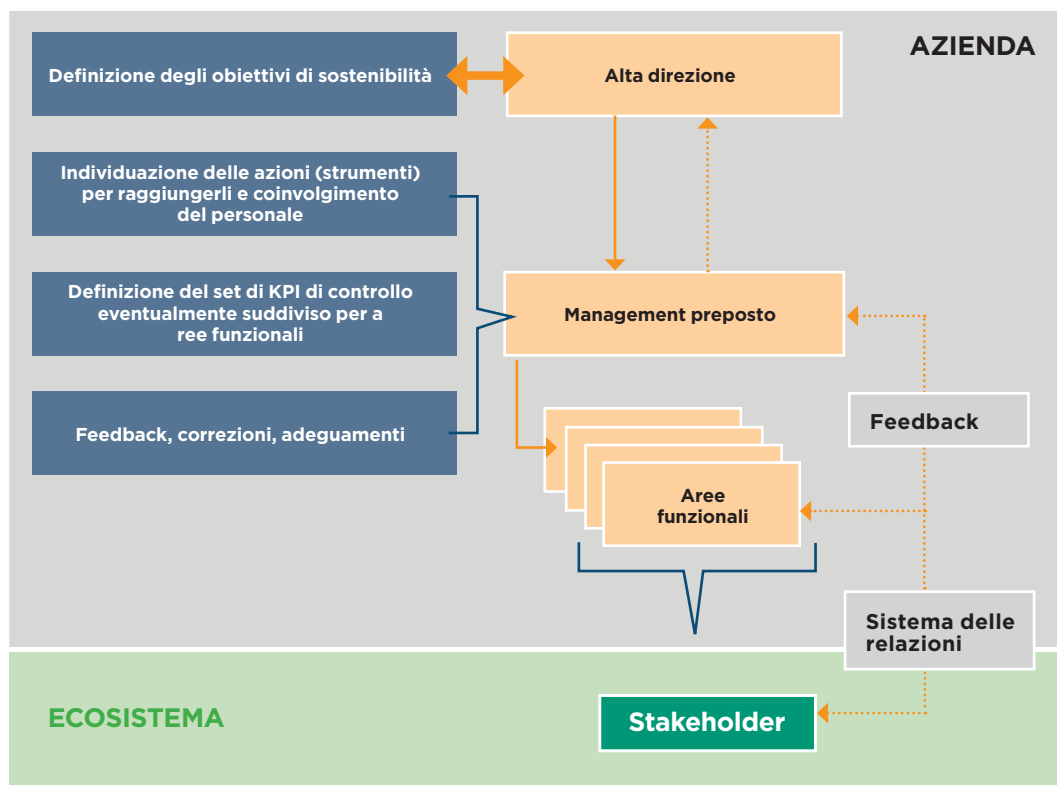 AZIENDA
Definizione degli obiettivi di sostenibilità
Alta direzione
Individuazione delle azioni (strumenti)
per raggiungerli e coinvolgimento
del personale
Definizione del set di KPI di controllo
eventualmente suddiviso per a
ree funzionali
Management preposto
Feedback, correzioni, adeguamenti
Feedback
Aree
funzionali
Sistema delle
relazioni
ECOSISTEMA
Stakeholder